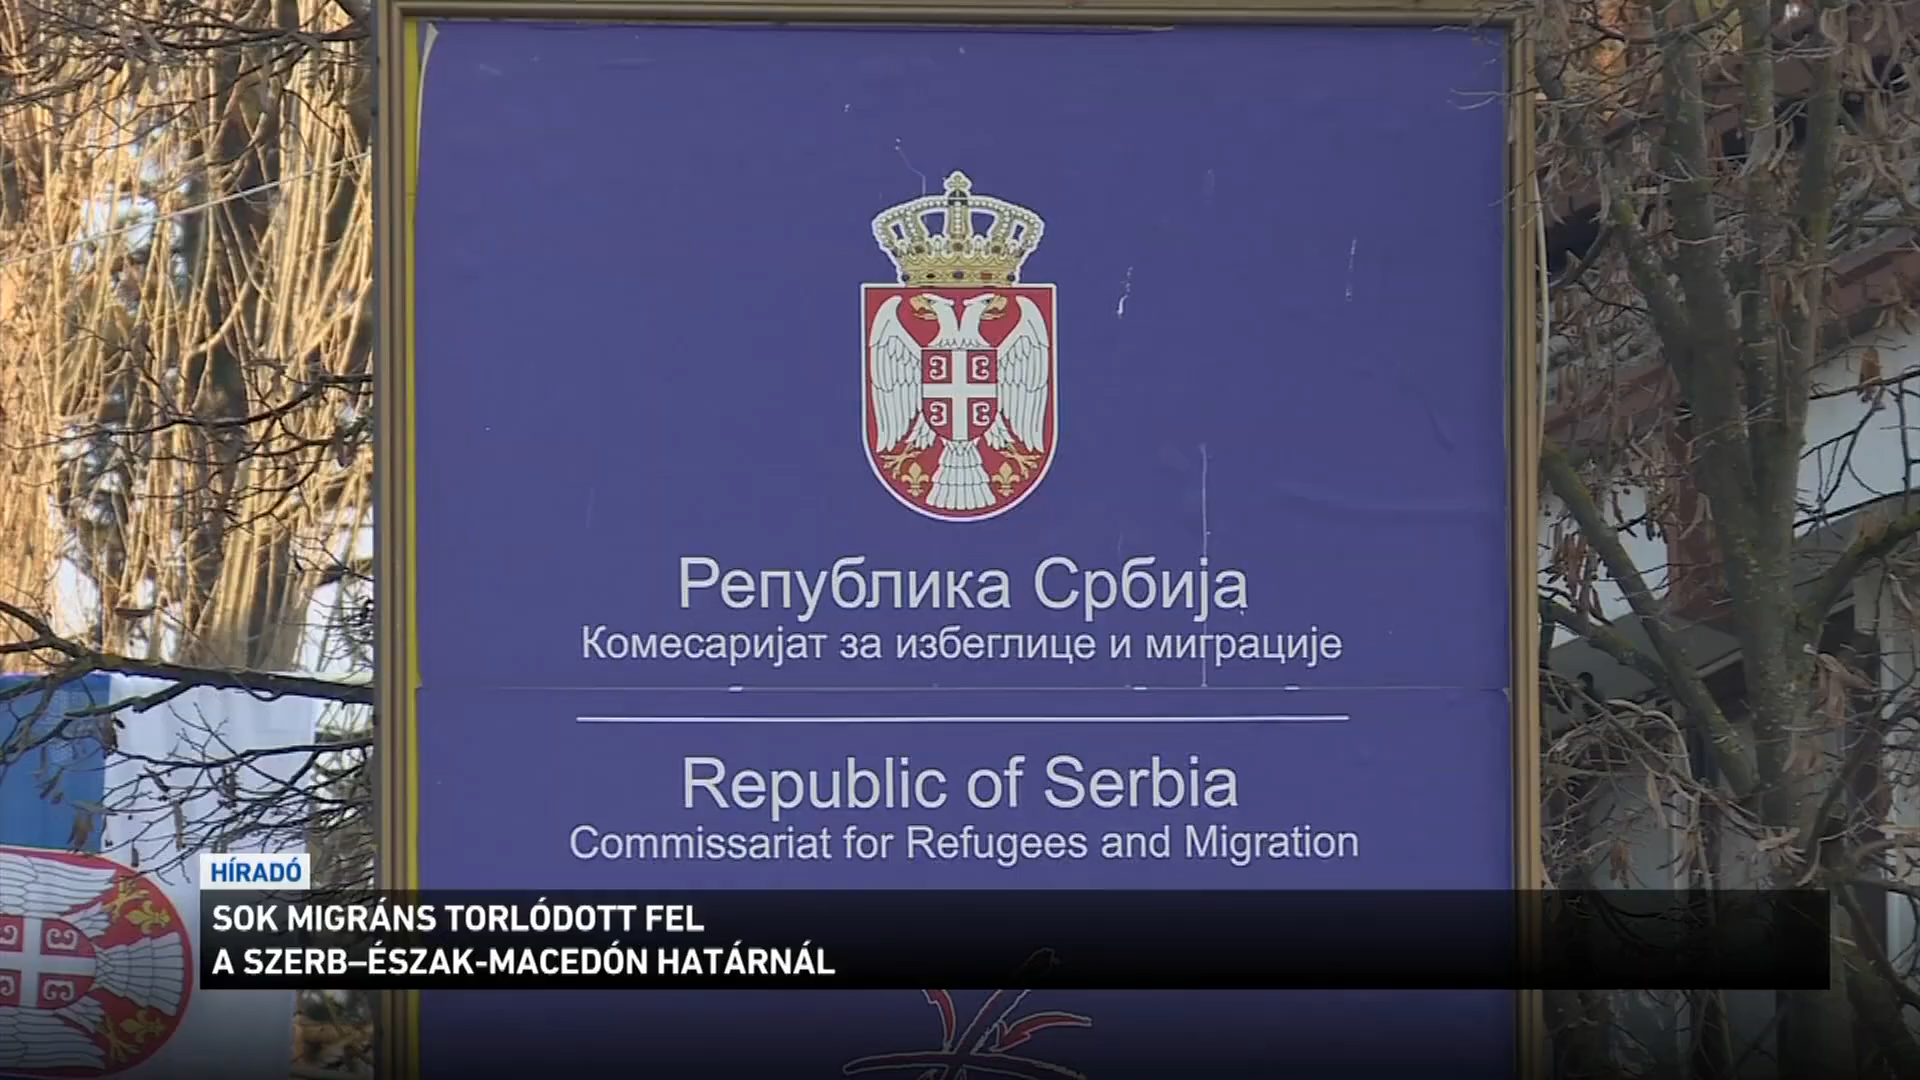 Република Србија
Комесаријат за избеглице и миграције
Republic of Serbia
Commissariat for Refugees and Migration
HÍRADÓ
SOK MIGRÁNS TORLÓDOTT FEL
A SZERB–ÉSZAK-MACEDÓN HATÁRNÁL